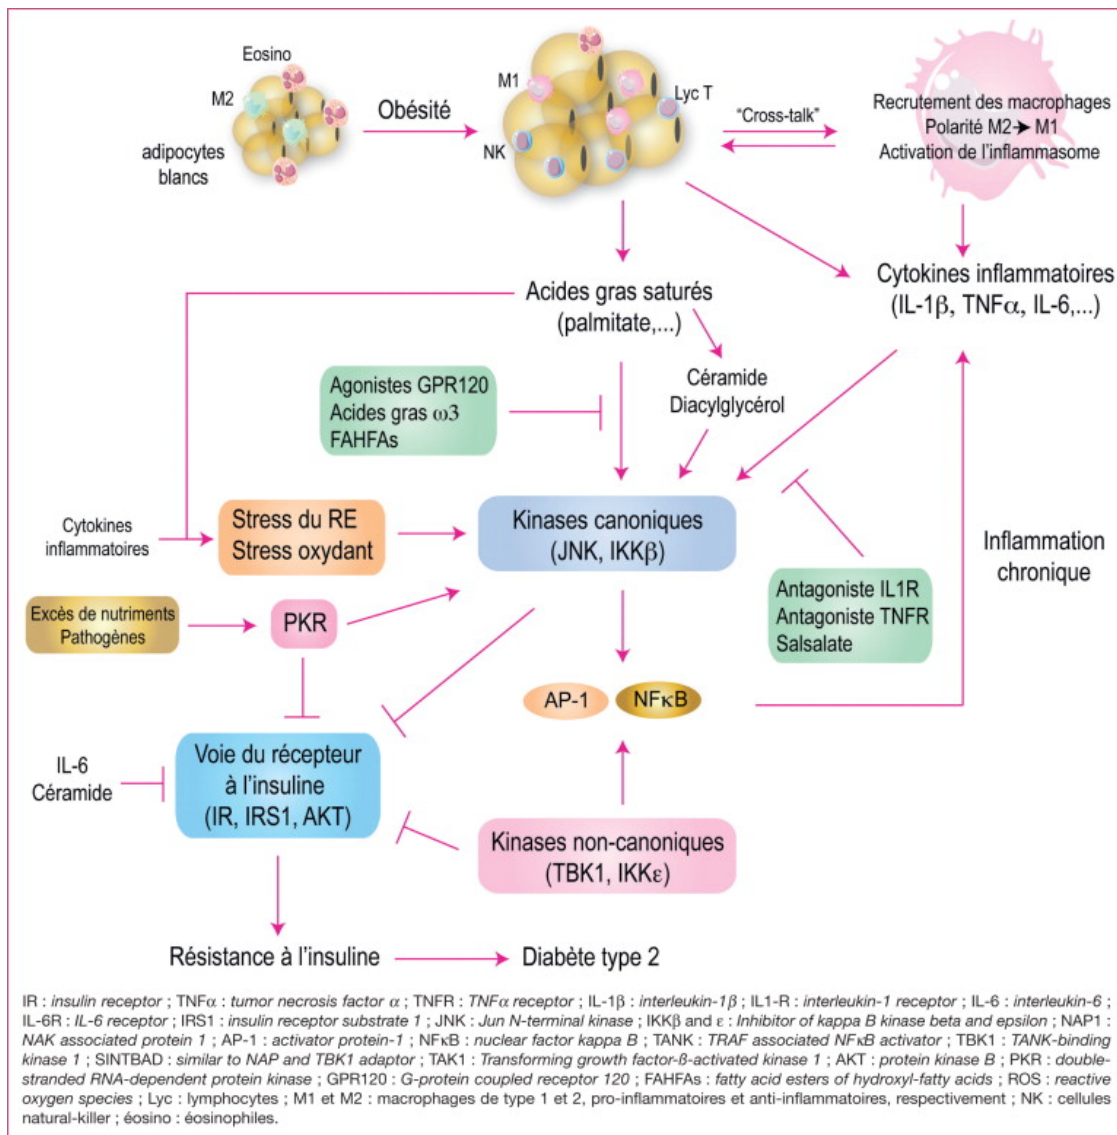 Eosino
M2
adipocytes
blancs
Obésité
M1
Lyc T
NK
“Cross-talk”
Recrutement des macrophages
Polarité M2➔ M1
Activation de l’inflammasome
Acides gras saturés
(palmitate,...)
Cytokines inflammatoires
(IL-1β, TNFα, IL-6,...)
Agonistes GPR120
Acides gras ω3
FAHFAs
Céramide
Diacylglycérol
Cytokines
inflammatoires
Stress du RE
Stress oxydant
Kinases canoniques
(JNK, IKKβ)
Inflammation
chronique
Antagoniste IL1R
Antagoniste TNFR
Salsalate
Excès de nutriments
Pathogènes
PKR
AP-1
NFκB
IL-6
Céramide
Voie du récepteur
à l’insuline
(IR, IRS1, AKT)
Kinases non-canoniques
(TBK1, IKKε)
Résistance à l’insuline
Diabète type 2
IR : insulin receptor ; TNFα : tumor necrosis factor α ; TNFR : TNFα receptor ; IL-1β : interleukin-1β ; IL1-R : interleukin-1 receptor ; IL-6 : interleukin-6 ;
IL-6R : IL-6 receptor ; IRS1 : insulin receptor substrate 1 ; JNK : Jun N-terminal kinase ; IKKβ and ε : Inhibitor of kappa B kinase beta and epsilon ; NAP1 :
NAK associated protein 1 ; AP-1 : activator protein-1 ; NFκB : nuclear factor kappa B ; TANK : TRAF associated NFκB activator ; TBK1 : TANK-binding
kinase 1 ; SINTBAD : similar to NAP and TBK1 adaptor ; TAK1 : Transforming growth factor-ß-activated kinase 1 ; AKT : protein kinase B ; PKR : double-
stranded RNA-dependent protein kinase ; GPR120 : G-protein coupled receptor 120 ; FAHFAs : fatty acid esters of hydroxyl-fatty acids ; ROS : reactive
oxygen species ; Lyc : lymphocytes ; M1 et M2 : macrophages de type 1 et 2, pro-inflammatoires et anti-inflammatoires, respectivement ; NK : cellules
natural-killer ; éosino : éosinophiles.